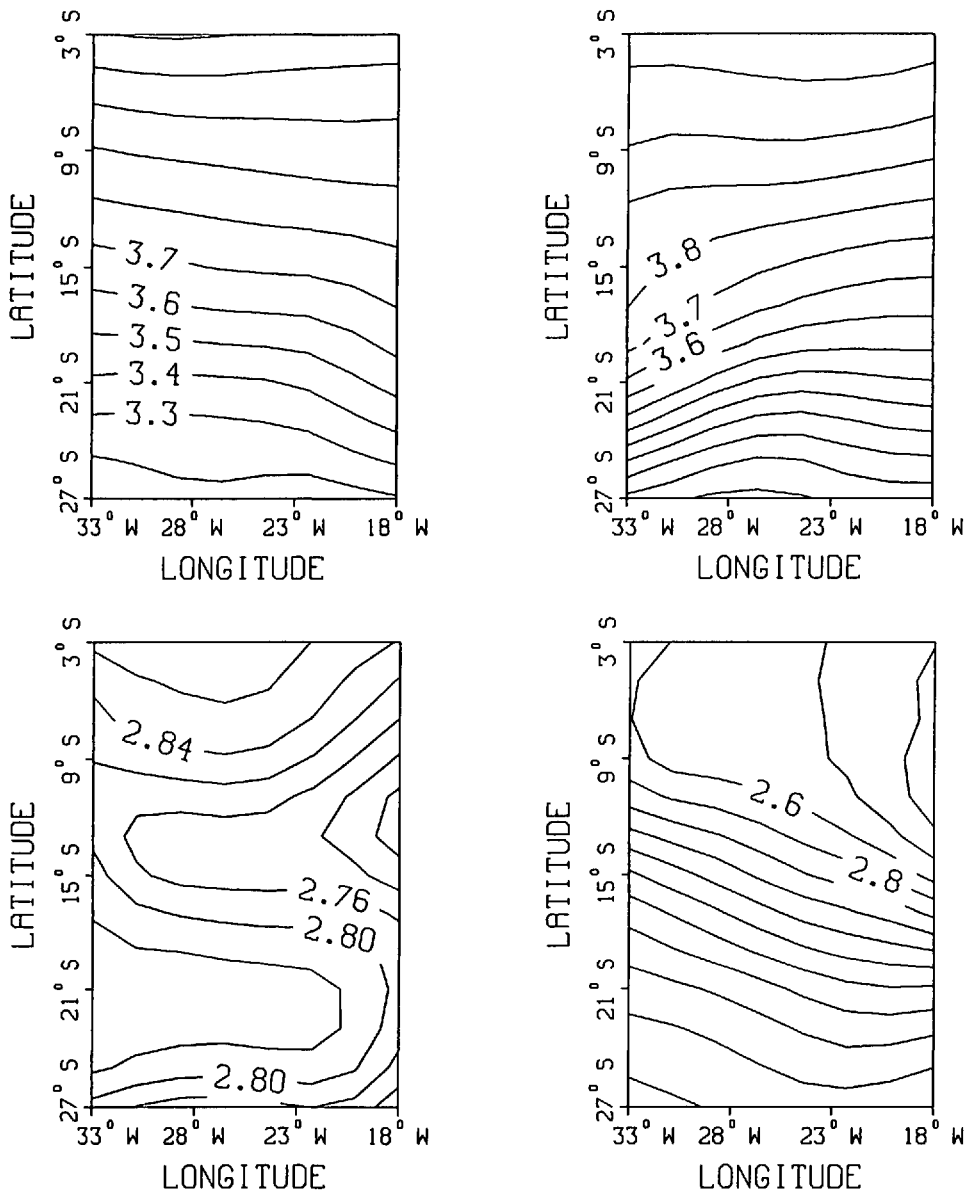 3° S
9° S
15° S
21° S
27° S
LATITUDE
3.7
3.6
3.5
3.4
3.3
33° W 28° W 23° W 18° W
LONGITUDE
3° S
9° S
15° S
21° S
27° S
LATITUDE
3.8
3.7
3.6
33° W 28° W 23° W 18° W
LONGITUDE
3° S
9° S
15° S
21° S
27° S
LATITUDE
2.84
2.76
2.80
2.80
33° W 28° W 23° W 18° W
LONGITUDE
3° S
9° S
15° S
21° S
27° S
LATITUDE
2.6
2.8
33° W 28° W 23° W 18° W
LONGITUDE